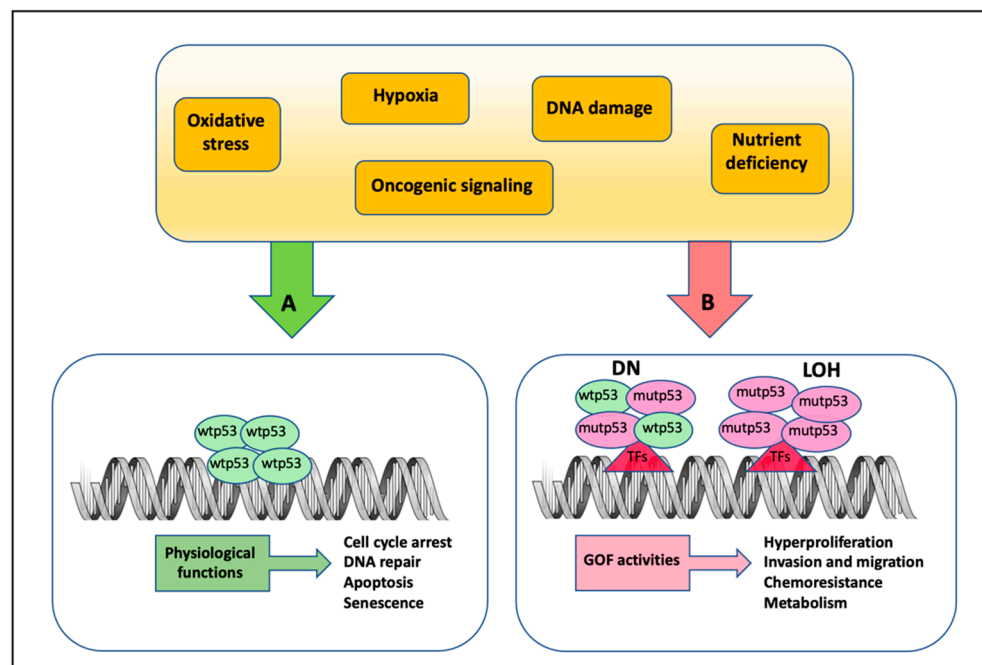 Oxidative
stress
Hypoxia
DNA damage
Nutrient
deficiency
Oncogenic signaling
A
B
wtp53
wtp53
wtp53
wtp53
Physiological
functions
Cell cycle arrest
DNA repair
Apoptosis
Senescence
DN
LOH
wtp53
mutp53
mutp53
wtp53
TFs
mutp53
mutp53
mutp53
mutp53
TFs
GOF activities
Hyperproliferation
Invasion and migration
Chemoresistance
Metabolism